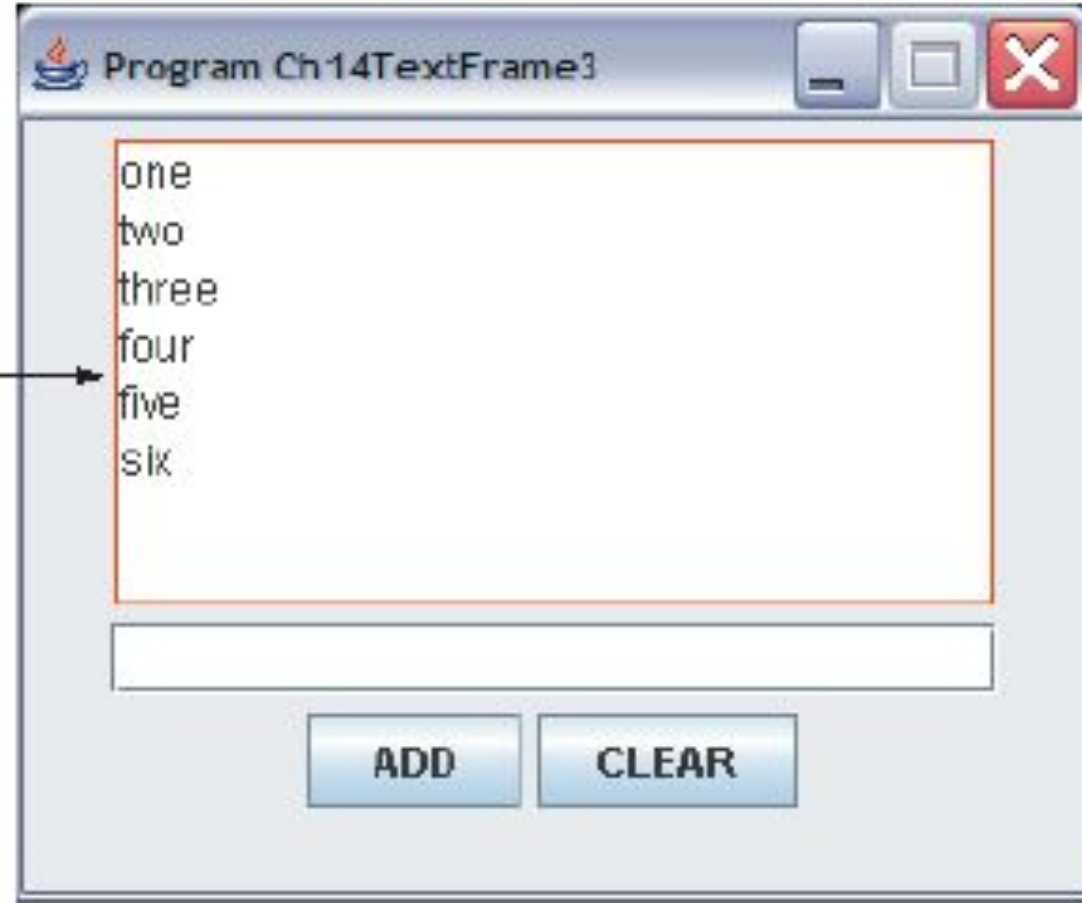 Program Ch14TextFrame3
one
two
three
four
five
six
ADD CLEAR